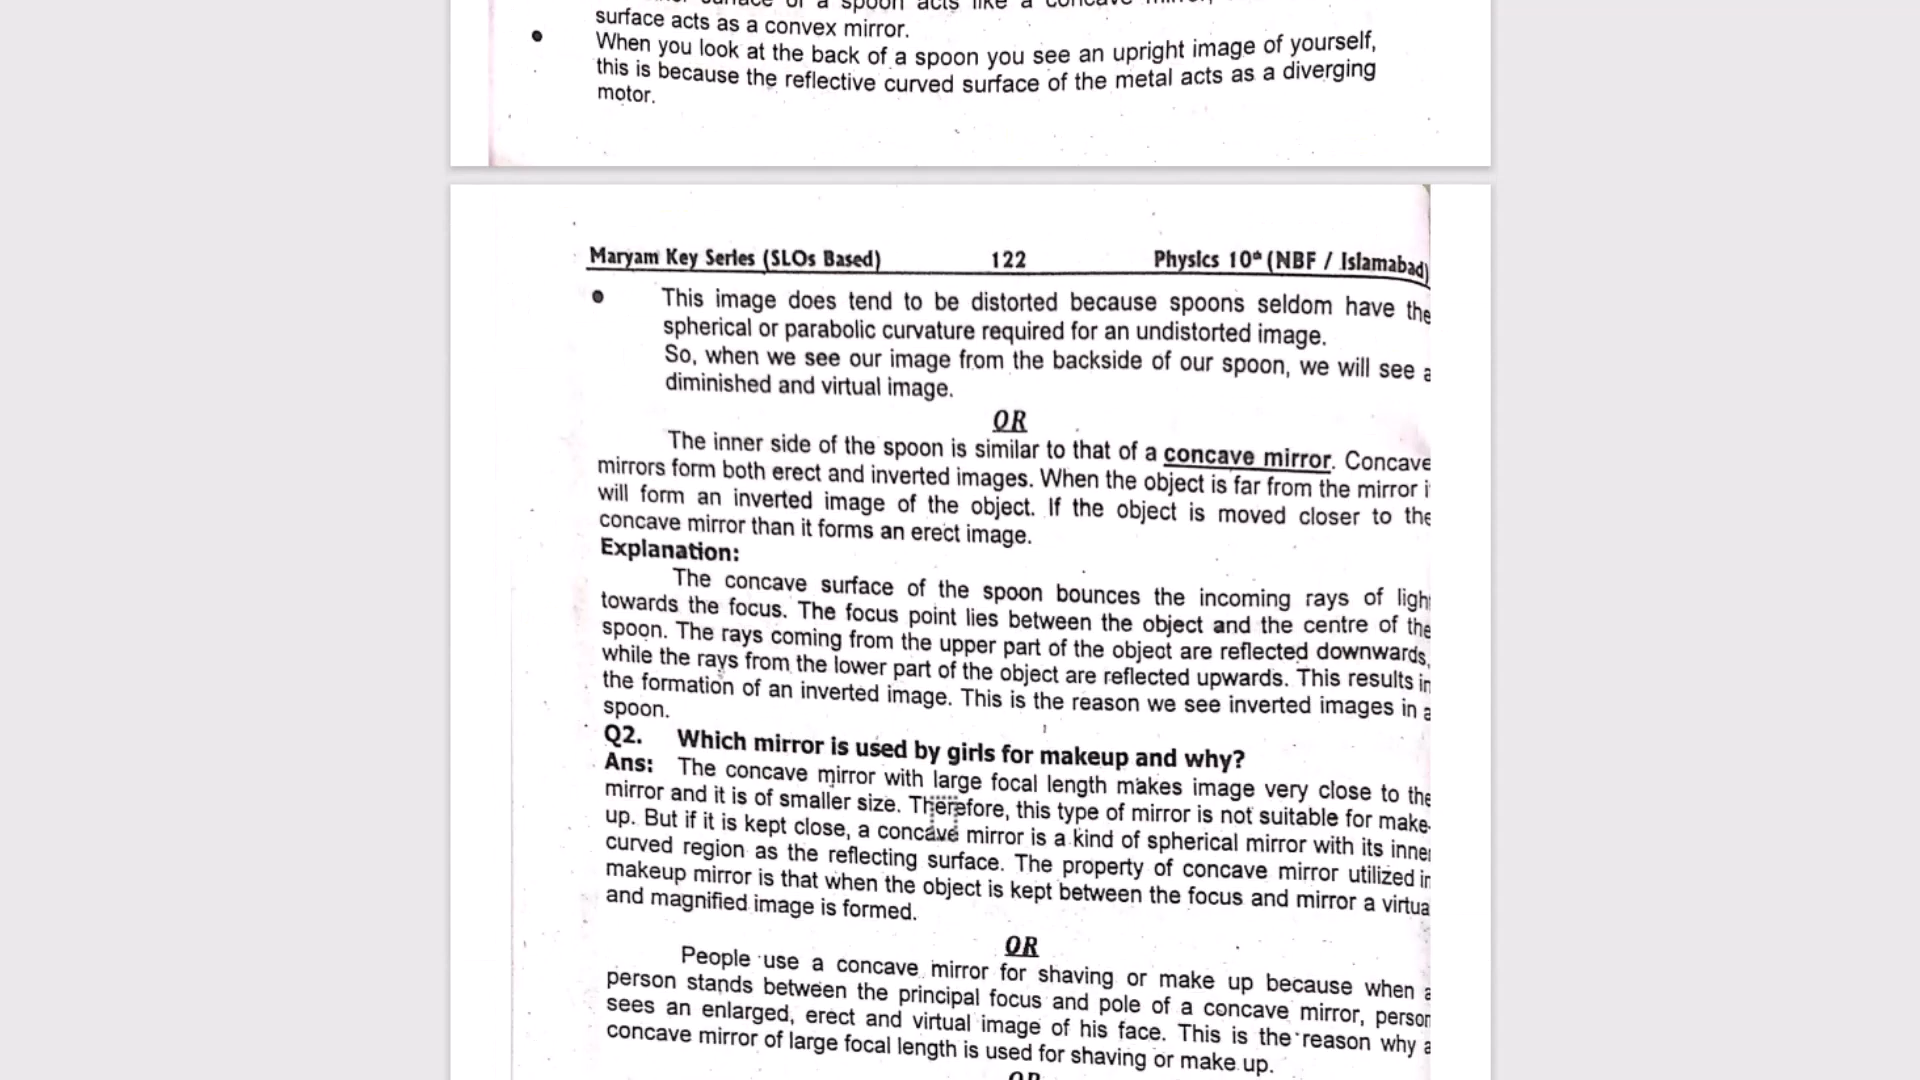 surface acts as a convex mirror.
• When you look at the back of a spoon you see an upright image of yourself,
this is because the reflective curved surface of the metal acts as a diverging
motor.
Maryam Key Series (SLOs Based) 122 Physics 10th (NBF / Islamabad)
• This image does tend to be distorted because spoons seldom have the
spherical or parabolic curvature required for an undistorted image.
So, when we see our image from the backside of our spoon, we will see a
diminished and virtual image.
OR
The inner side of the spoon is similar to that of a concave mirror. Concave
mirrors form both erect and inverted images. When the object is far from the mirror i
will form an inverted image of the object. If the object is moved closer to the
concave mirror than it forms an erect image.
Explanation:
The concave surface of the spoon bounces the incoming rays of ligh
towards the focus. The focus point lies between the object and the centre of the
spoon. The rays coming from the upper part of the object are reflected downwards,
while the rays from the lower part of the object are reflected upwards. This results in
the formation of an inverted image. This is the reason we see inverted images in a
spoon.
Q2. Which mirror is used by girls for makeup and why?
Ans: The concave mirror with large focal length makes image very close to the
mirror and it is of smaller size. Therefore, this type of mirror is not suitable for make-
up. But if it is kept close, a concave mirror is a kind of spherical mirror with its inner
curved region as the reflecting surface. The property of concave mirror utilized in
makeup mirror is that when the object is kept between the focus and mirror a virtua
and magnified image is formed.
OR
People use a concave mirror for shaving or make up because when a
person stands between the principal focus and pole of a concave mirror, person
sees an enlarged, erect and virtual image of his face. This is the reason why a
concave mirror of large focal length is used for shaving or make up.
OR